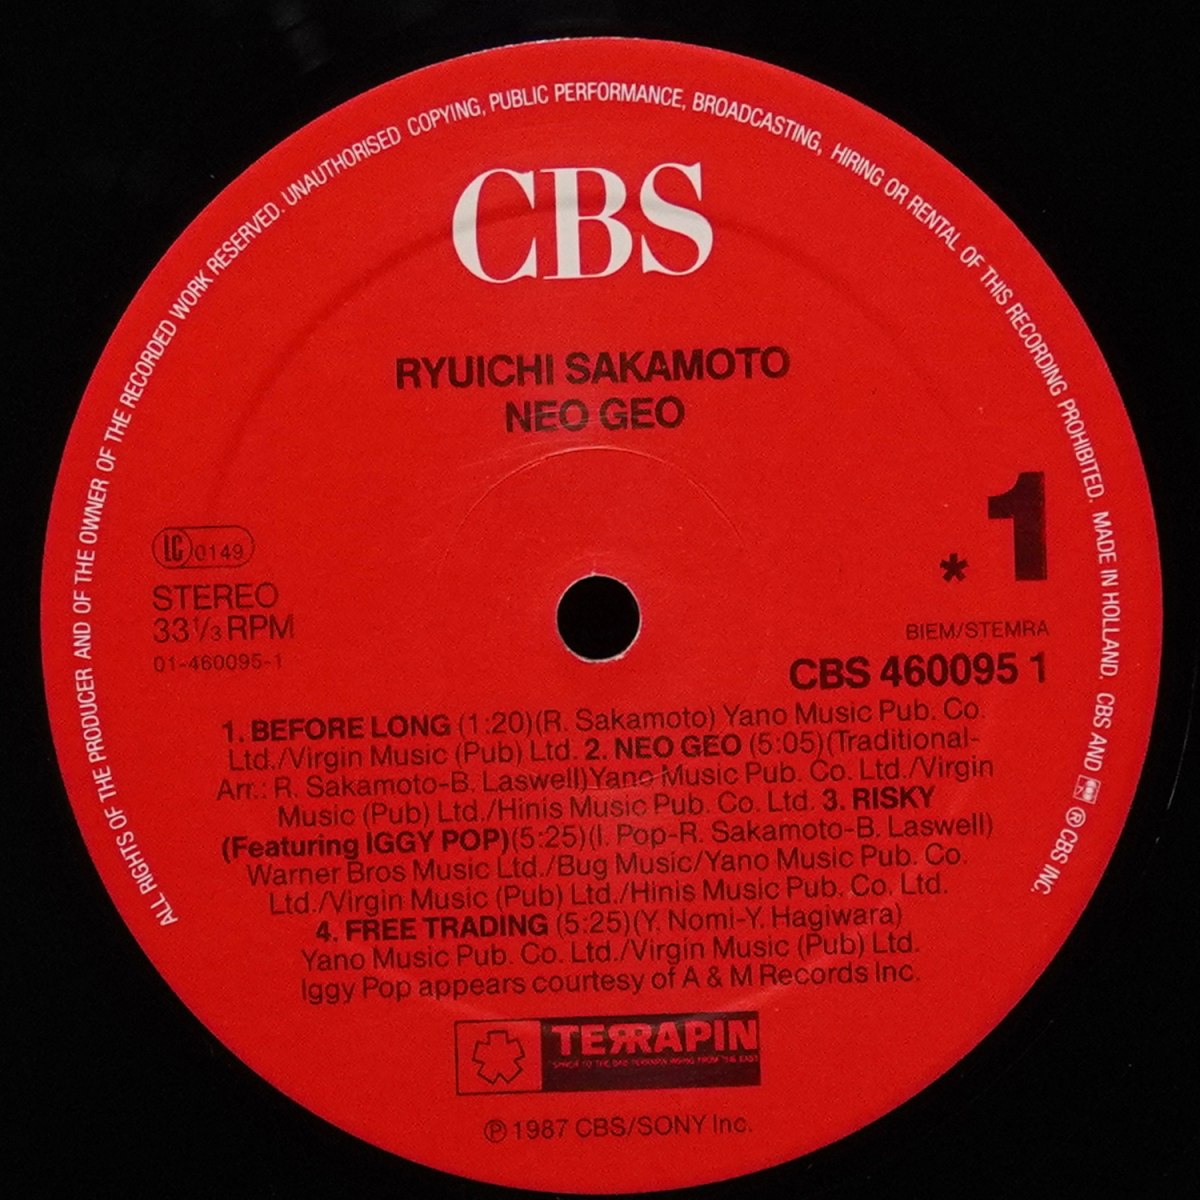 ALL RIGHTS OF THE PRODUCER AND OF THE OWNER OF THE RECORDED WORK RESERVED. UNAUTHORISED COPYING, PUBLIC PERFORMANCE, BROADCASTING, HIRING OR RENTAL OF THIS RECORDING PROHIBITED. MADE IN HOLLAND. CBS AND ® CBS INC.
CBS
RYUICHI SAKAMOTO
NEO GEO
1
*
LC 0149
STEREO
33 1/3 RPM
01-460095-1
BIEM/STEMRA
CBS 460095 1
1. BEFORE LONG (1:20)(R. Sakamoto) Yano Music Pub. Co.
Ltd./Virgin Music (Pub) Ltd. 2. NEO GEO (5:05)(Traditional-
Arr.: R. Sakamoto-B. Laswell)Yano Music Pub. Co. Ltd./Virgin
Music (Pub) Ltd./Hinis Music Pub. Co. Ltd. 3. RISKY
(Featuring IGGY POP)(5:25)(I. Pop-R. Sakamoto-B. Laswell)
Warner Bros Music Ltd./Bug Music/Yano Music Pub. Co.
Ltd./Virgin Music (Pub) Ltd./Hinis Music Pub. Co. Ltd.
4. FREE TRADING (5:25)(Y. Nomi-Y. Hagiwara)
Yano Music Pub. Co. Ltd./Virgin Music (Pub) Ltd.
Iggy Pop appears courtesy of A & M Records Inc.
TERRAPIN
TERRAPIN RISING FROM THE EAST
℗ 1987 CBS/SONY Inc.